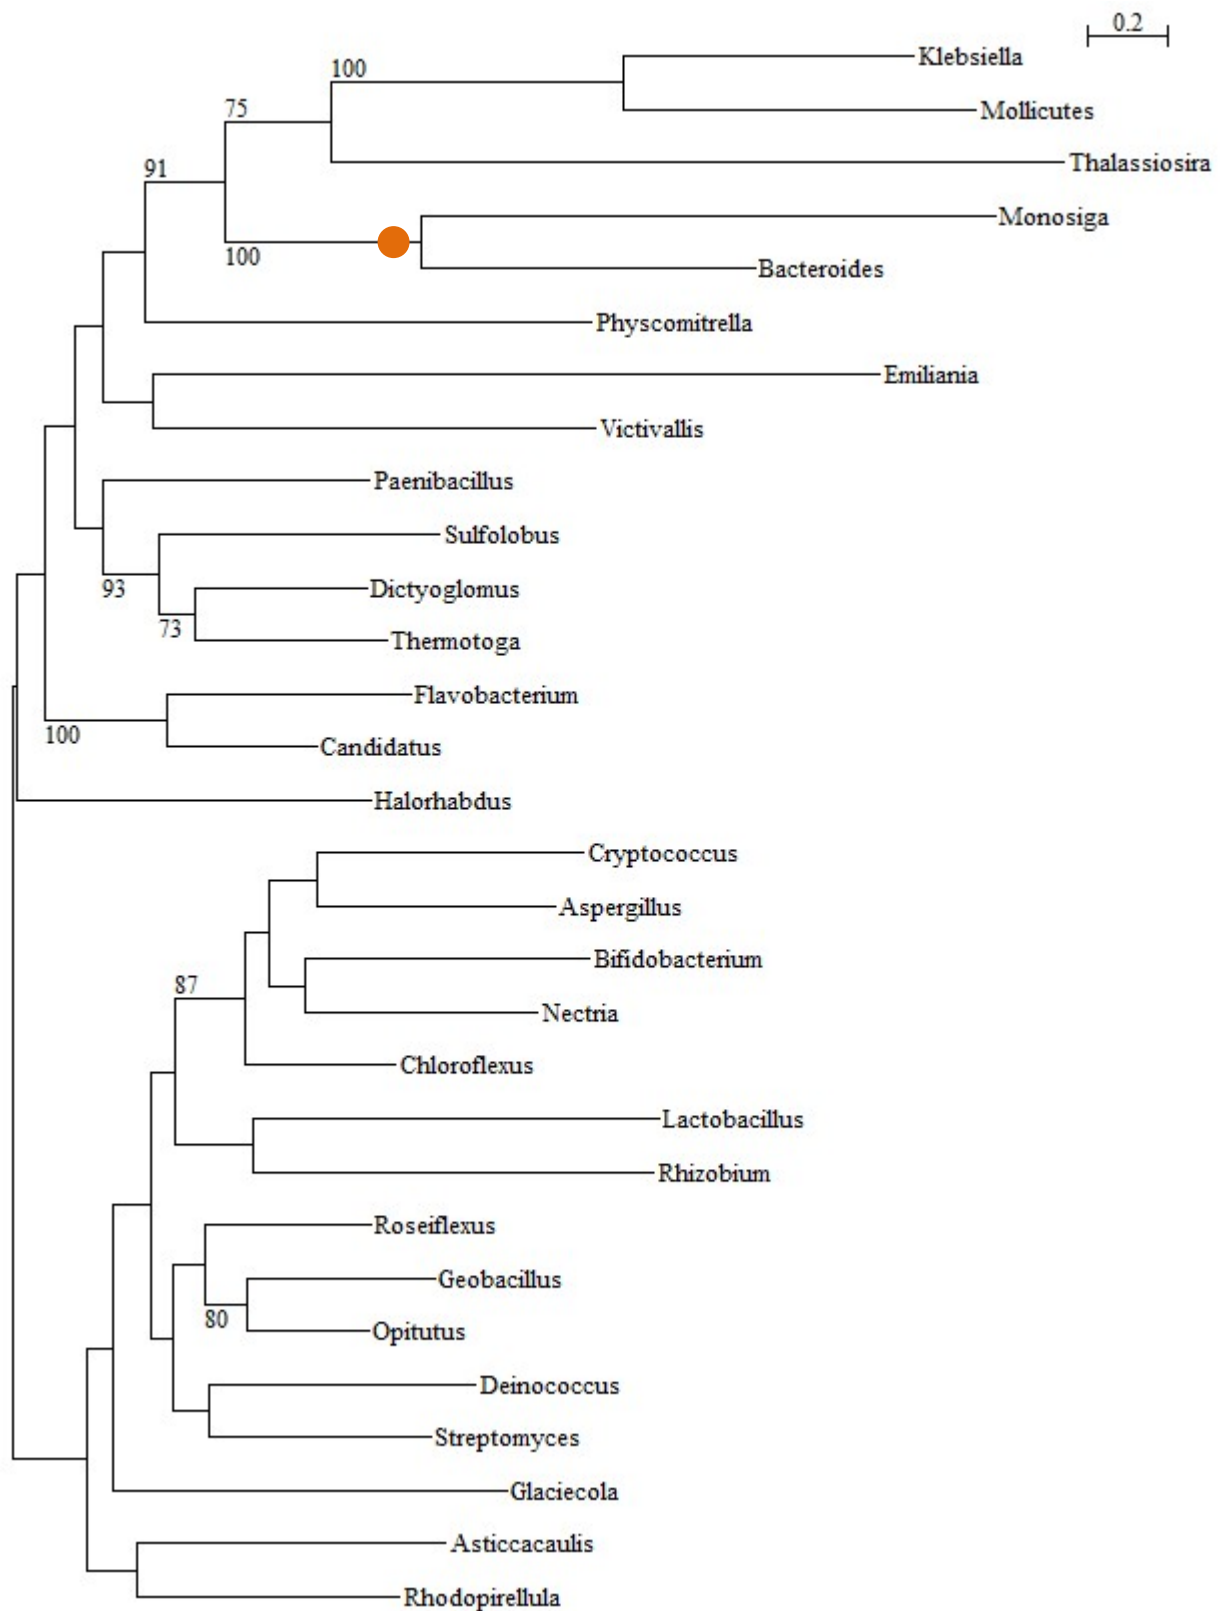 0.2
Klebsiella
100
Mollicutes
75
Thalassiosira
91
Monosiga
100
Bacteroides
Physcomitrella
Emiliania
Victivallis
Paenibacillus
Sulfolobus
93
Dictyoglomus
73
Thermotoga
Flavobacterium
100
Candidatus
Halorhabdus
Cryptococcus
Aspergillus
Bifidobacterium
87
Nectria
Chloroflexus
Lactobacillus
Rhizobium
Roseiflexus
Geobacillus
80
Opitutus
Deinococcus
Streptomyces
Glaciecola
Asticcacaulis
Rhodopirellula